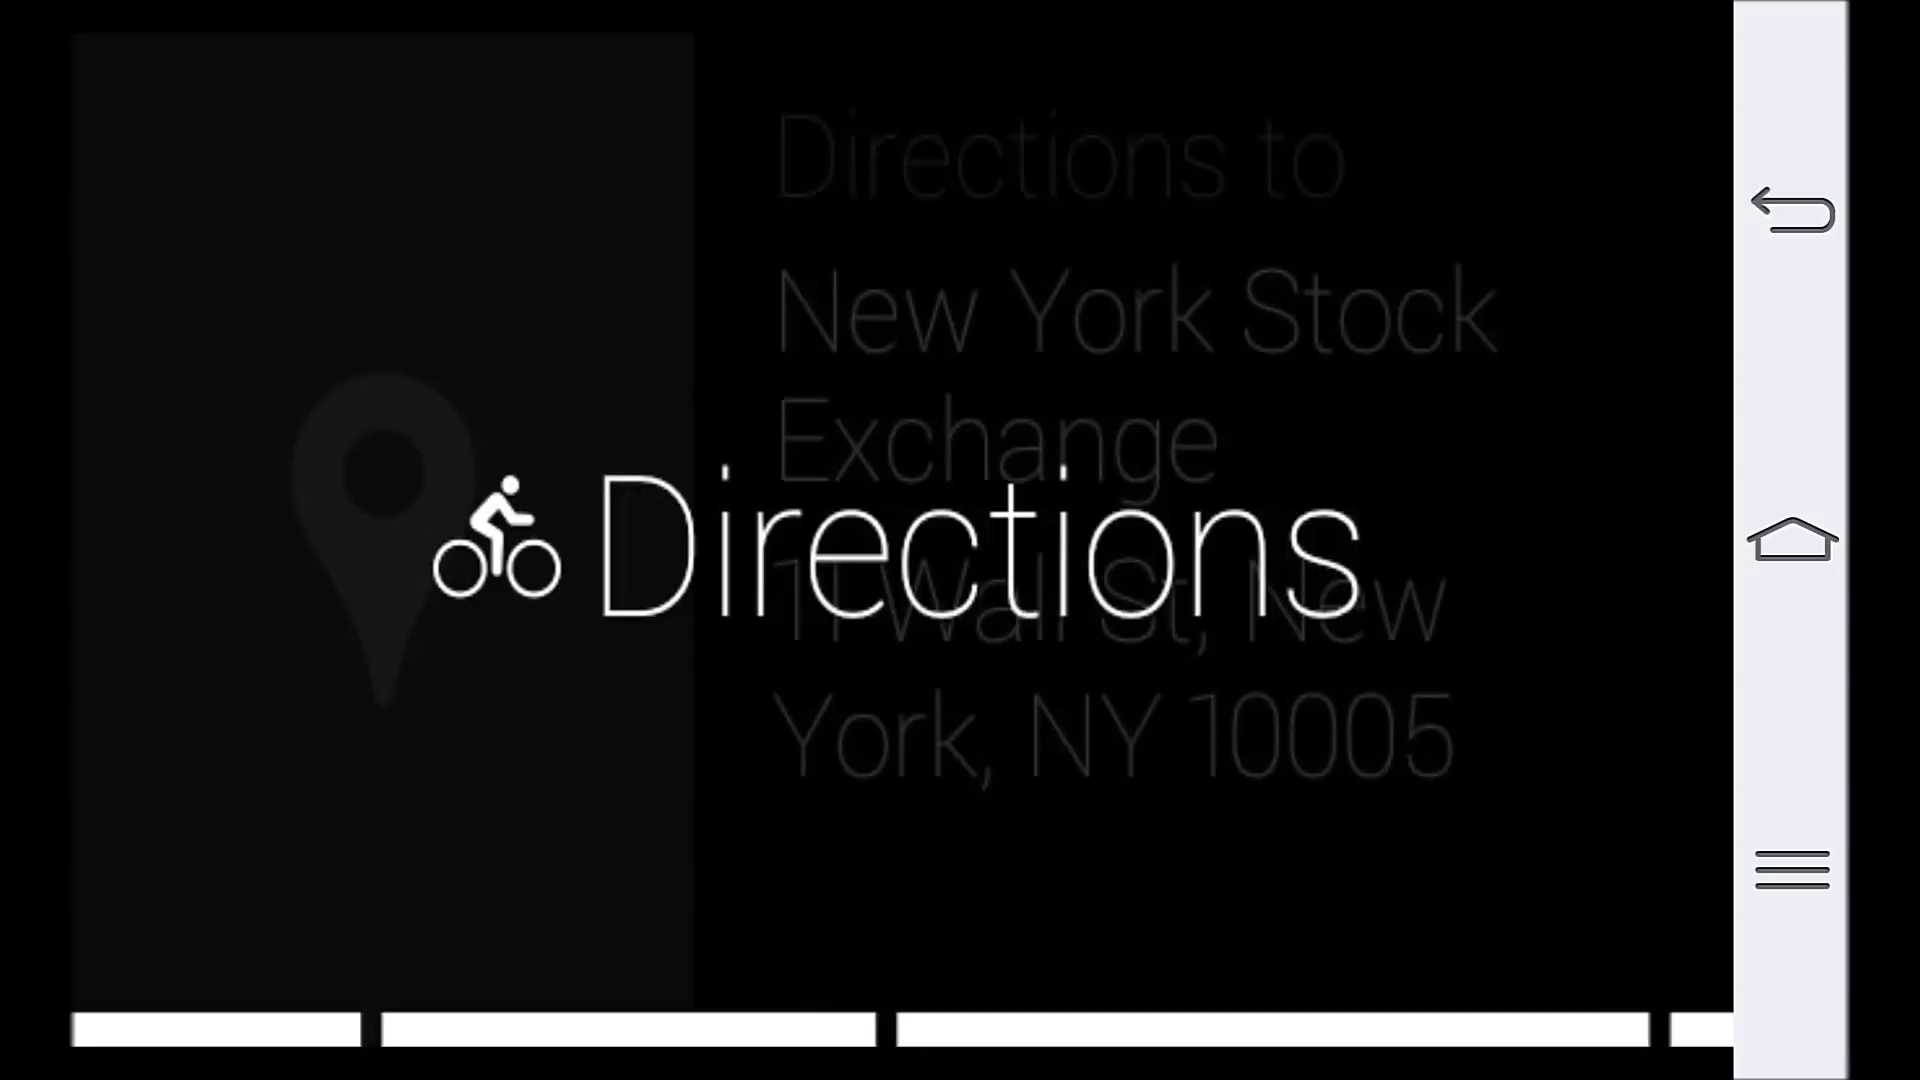 Directions to
New York Stock
Exchange
Directions
11 Wall St, New
York, NY 10005